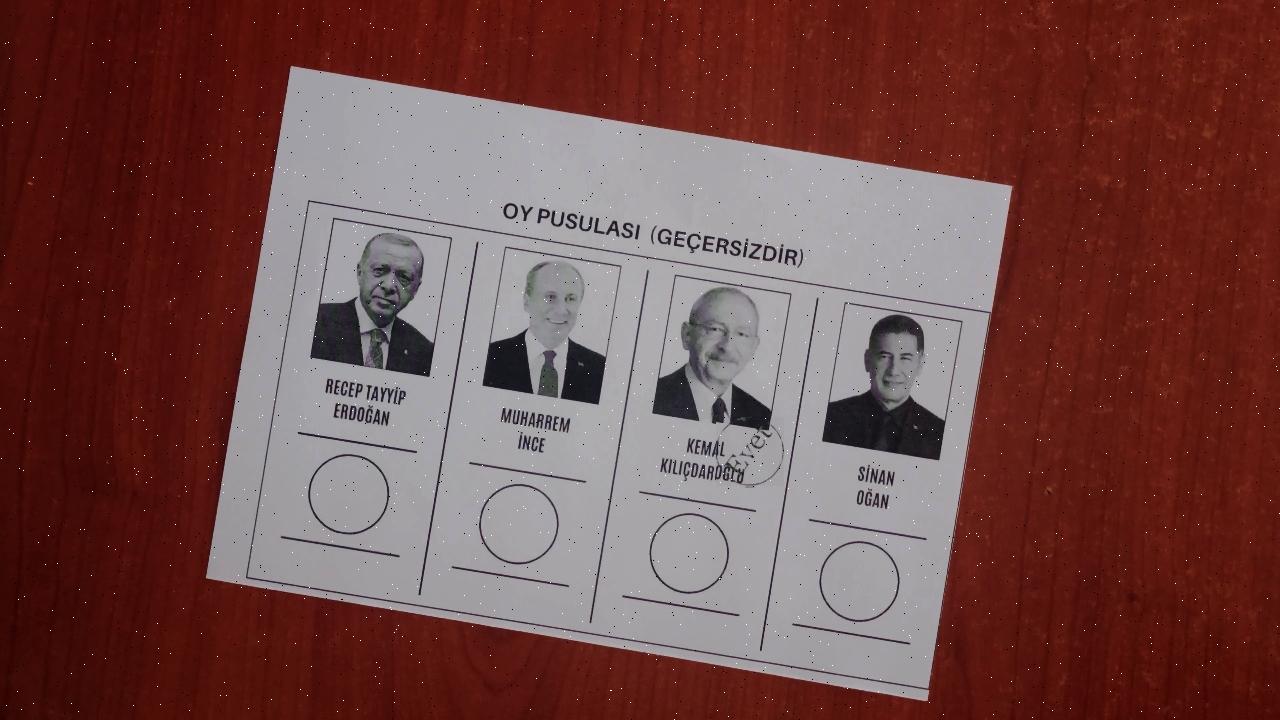 OY PUSULASI (GEÇERSİZDİR)
RECEP TAYYİP
ERDOĞAN
MUHARREM
İNCE
KEMAL
KILIÇDAROĞLU
Evet
SİNAN
OĞAN